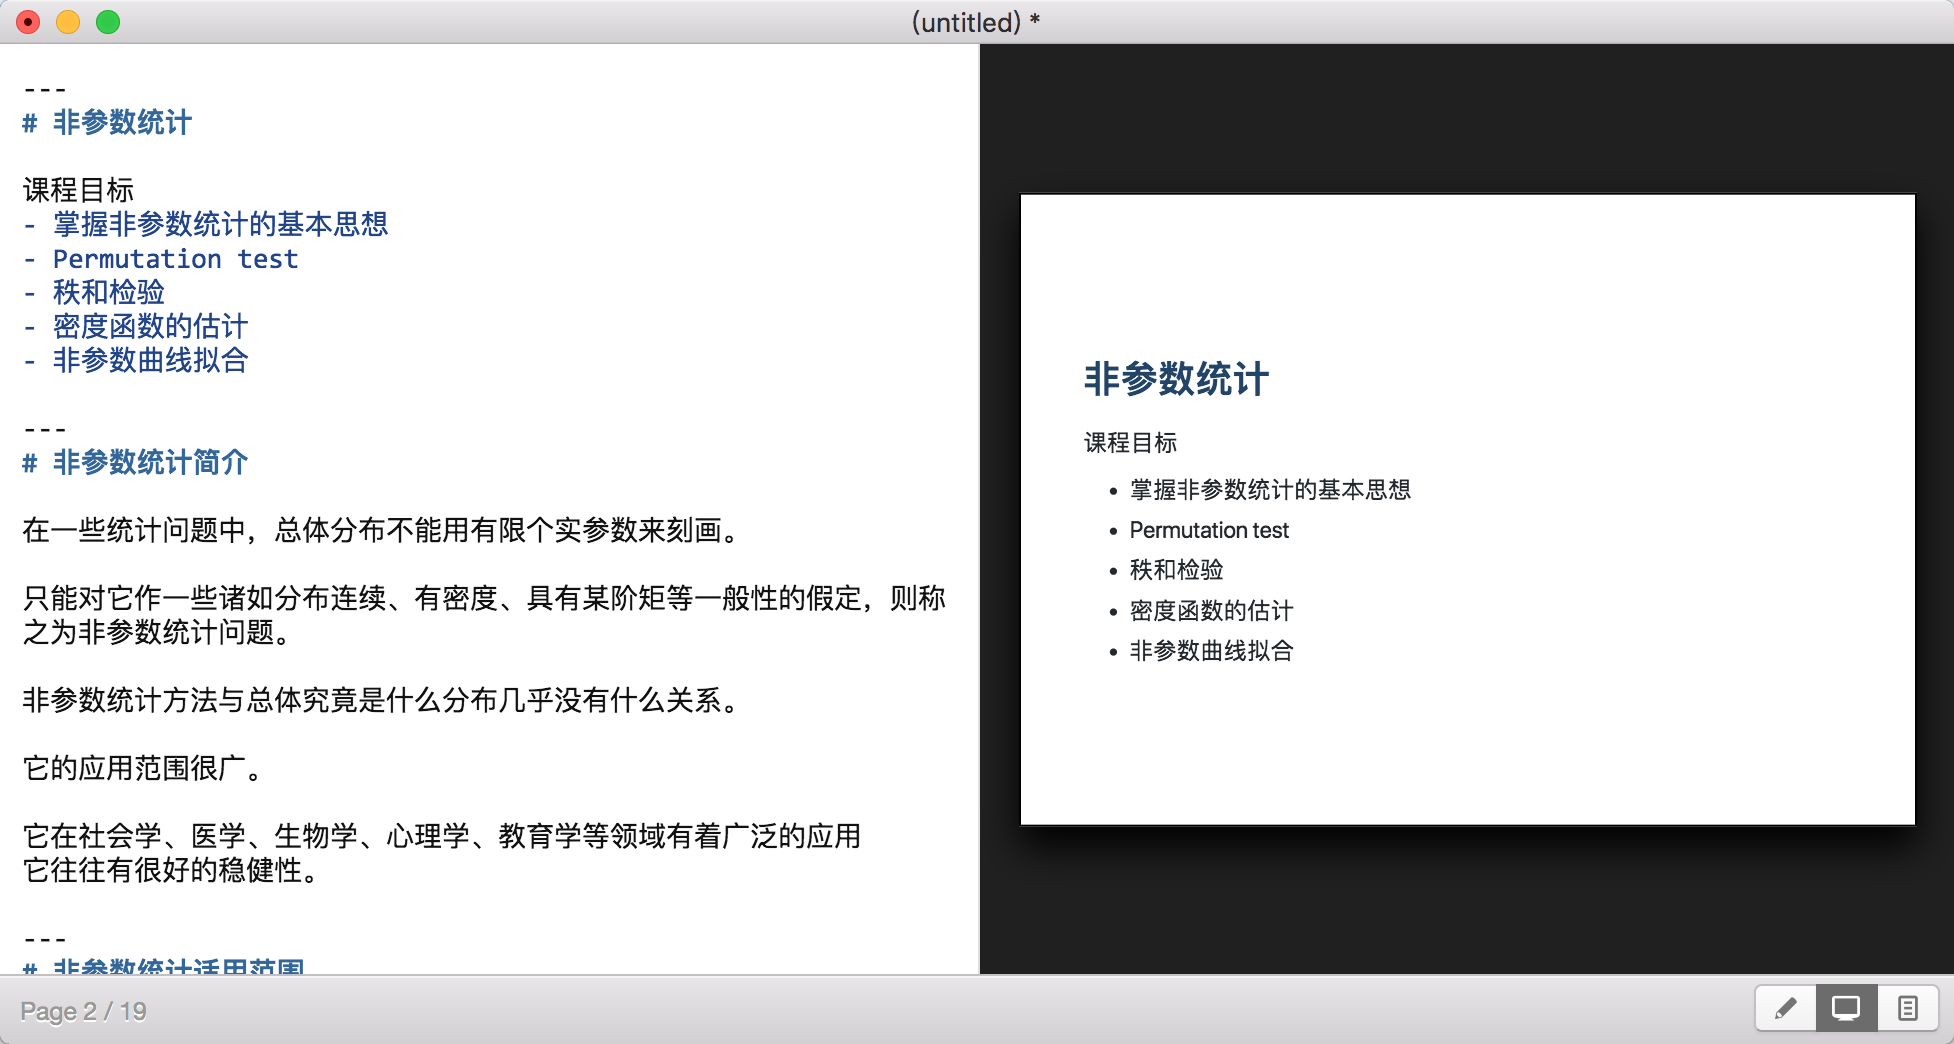 (untitled) *
---
# 非参数统计
课程目标
- 掌握非参数统计的基本思想
- Permutation test
- 秩和检验
- 密度函数的估计
- 非参数曲线拟合
---
# 非参数统计简介
在一些统计问题中，总体分布不能用有限个实参数来刻画。
只能对它作一些诸如分布连续、有密度、具有某阶矩等一般性的假定，则称
之为非参数统计问题。
非参数统计方法与总体究竟是什么分布几乎没有什么关系。
它的应用范围很广。
它在社会学、医学、生物学、心理学、教育学等领域有着广泛的应用
它往往有很好的稳健性。
---
# 非参数统计适用范围
非参数统计
课程目标
• 掌握非参数统计的基本思想
• Permutation test
• 秩和检验
• 密度函数的估计
• 非参数曲线拟合
Page 2 / 19